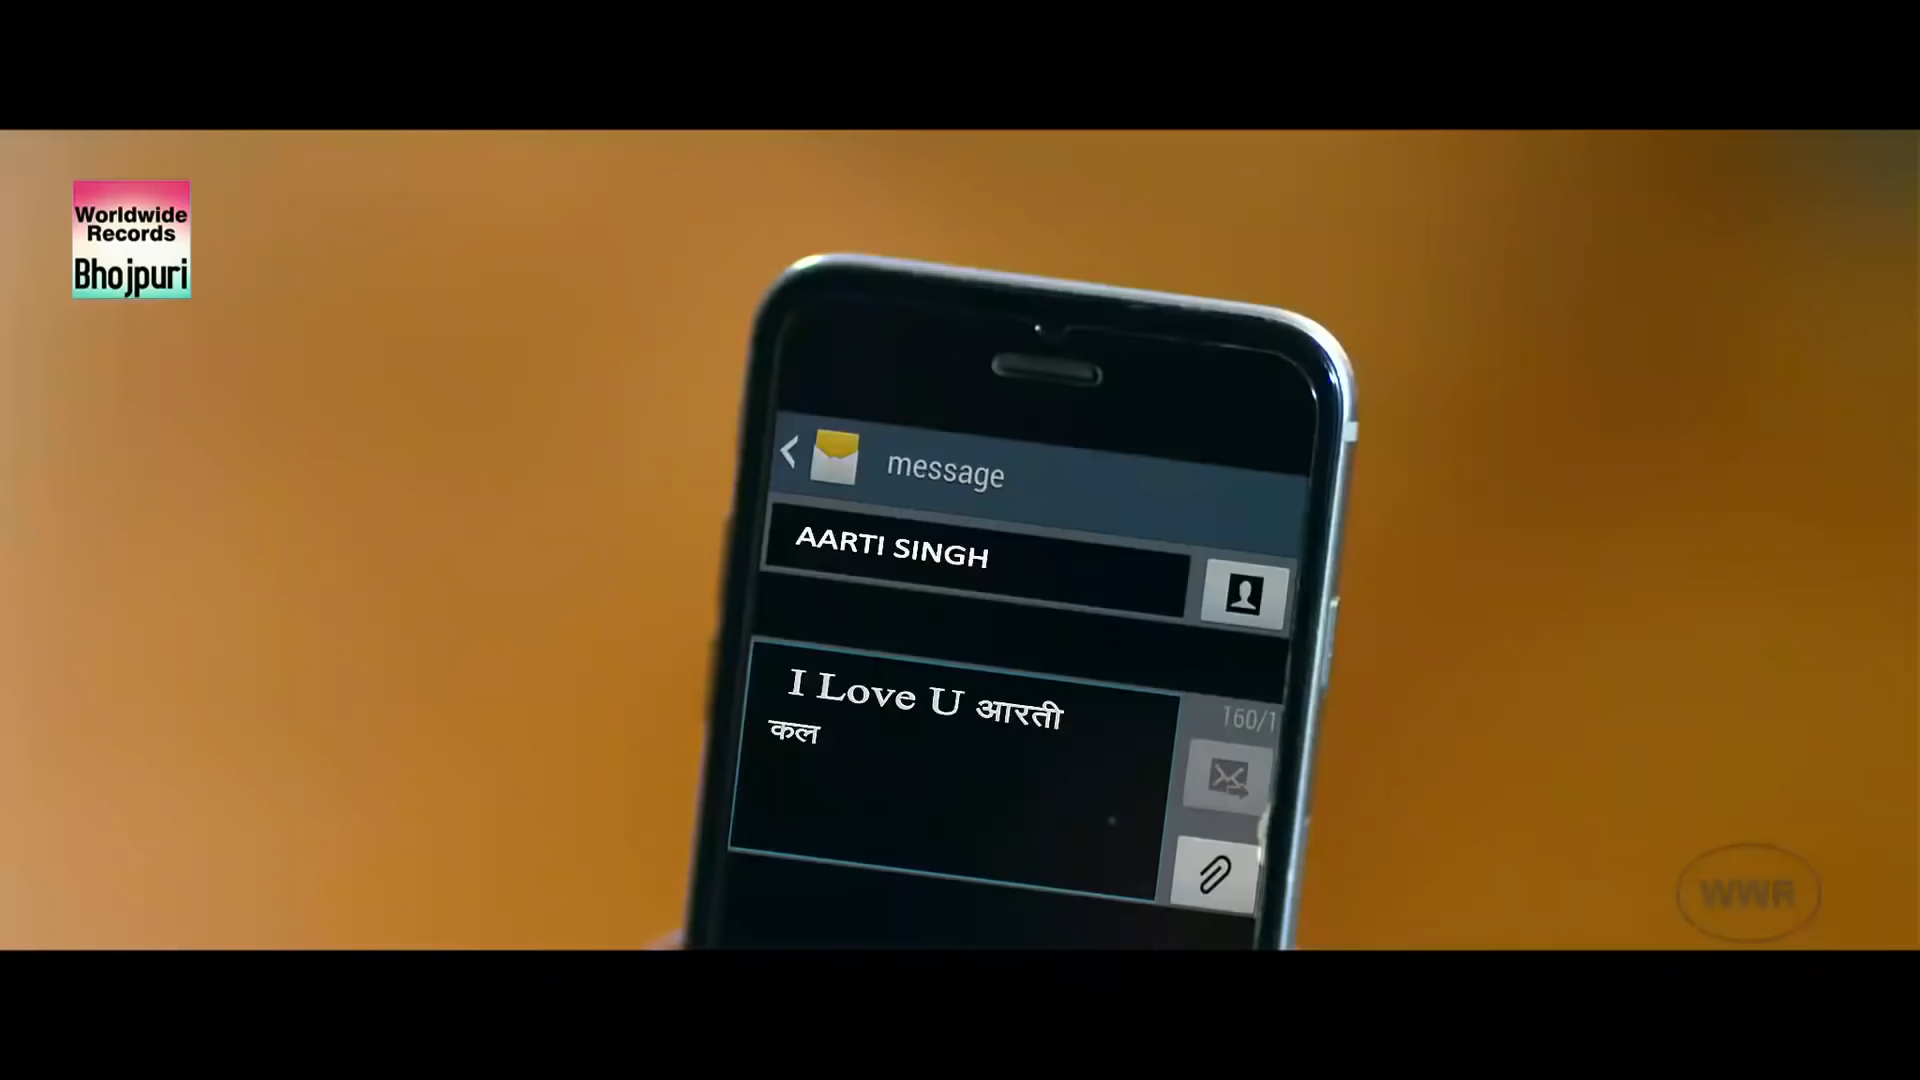 Worldwide
Records
Bhojpuri
message
AARTI SINGH
I Love U आरती
कल
160/1
WWR